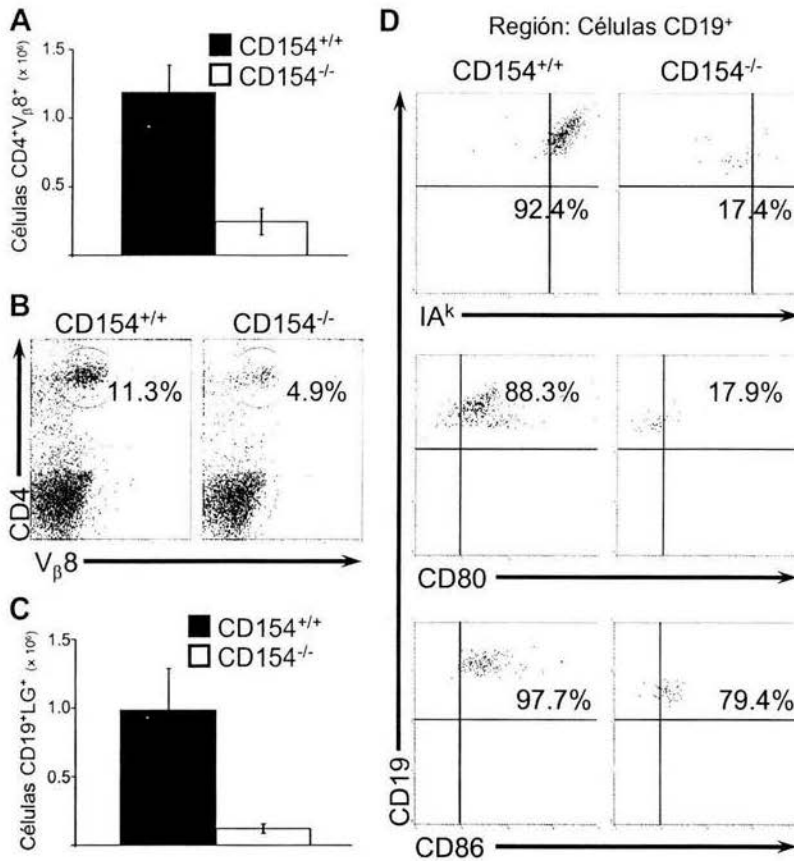 A
Células CD4⁺Vβ8⁺ (x 10⁶)
1.5
1.0
0.5
CD154⁺/⁺
CD154⁻/⁻
B
CD154⁺/⁺
CD154⁻/⁻
11.3%
4.9%
CD4
Vβ8
C
Células CD19⁺LG⁺ (x 10⁶)
1.5
1.0
0.5
CD154⁺/⁺
CD154⁻/⁻
D
Región: Células CD19⁺
CD154⁺/⁺
CD154⁻/⁻
92.4%
17.4%
IAᵏ
88.3%
17.9%
CD80
97.7%
79.4%
CD19
CD86